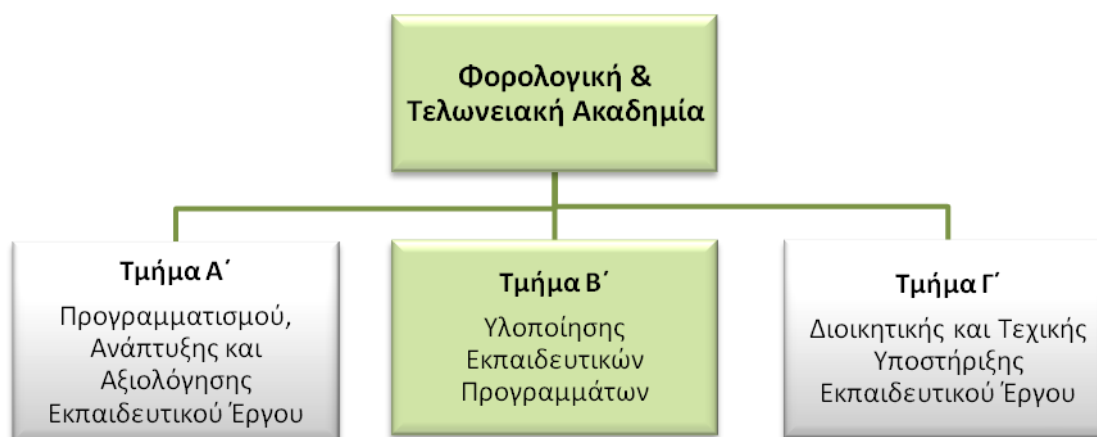 Φορολογική &
Τελωνειακή Ακαδημία
Τμήμα Α΄
Προγραμματισμού,
Ανάπτυξης και
Αξιολόγησης
Εκπαιδευτικού Έργου
Τμήμα Β΄
Υλοποίησης
Εκπαιδευτικών
Προγραμμάτων
Τμήμα Γ΄
Διοικητικής και Τεχικής
Υποστήριξης
Εκπαιδευτικού Έργου